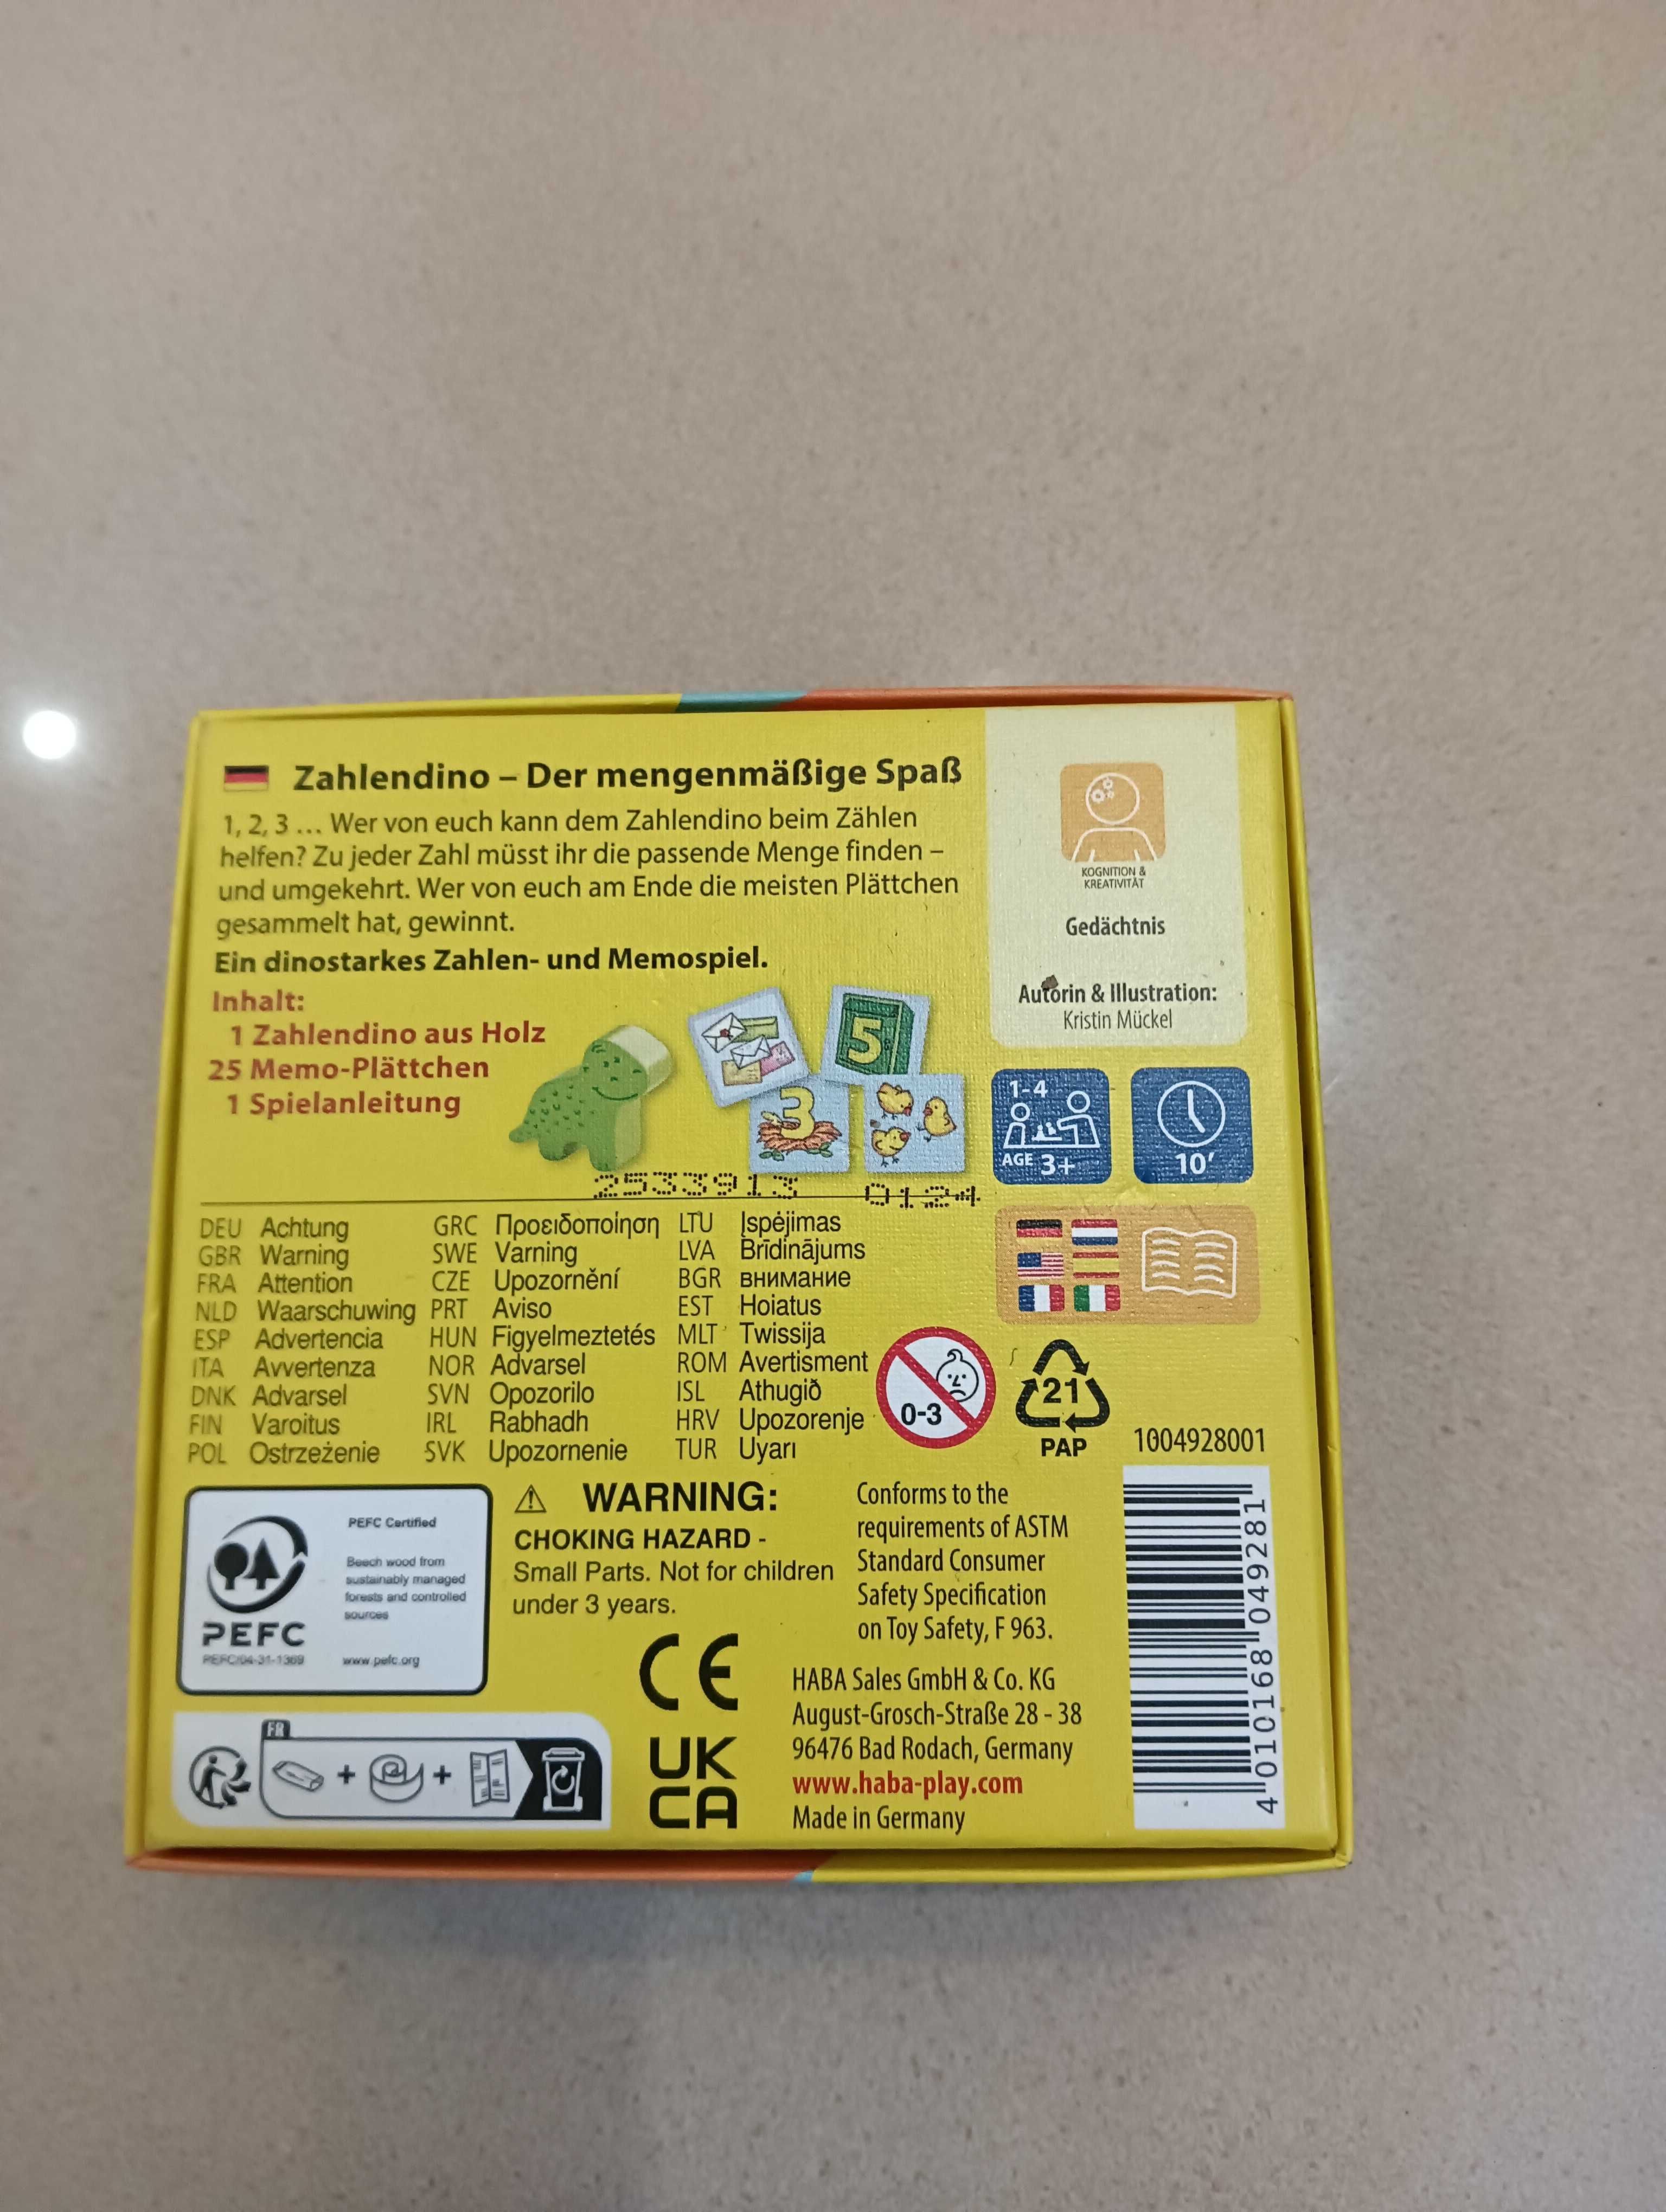 Zahlendino – Der mengenmäßige Spaß
1, 2, 3 ... Wer von euch kann dem Zahlendino beim Zählen
helfen? Zu jeder Zahl müsst ihr die passende Menge finden –
und umgekehrt. Wer von euch am Ende die meisten Plättchen
gesammelt hat, gewinnt.
Ein dinostarkes Zahlen- und Memospiel.
Inhalt:
1 Zahlendino aus Holz
25 Memo-Plättchen
1 Spielanleitung
5
3
KOGNITION &
KREATIVITÄT
Gedächtnis
Autorin & Illustration:
Kristin Mückel
1-4
AGE 3+
10'
2533913 0124
DEU Achtung
GBR Warning
FRA Attention
NLD Waarschuwing
ESP Advertencia
ITA Avvertenza
DNK Advarsel
FIN Varoitus
POL Ostrzeżenie
GRC Προειδοποίηση
SWE Varning
CZE Upozornění
PRT Aviso
HUN Figyelmeztetés
NOR Advarsel
SVN Opozorilo
IRL Rabhadh
SVK Upozornenie
LTU Įspėjimas
LVA Brīdinājums
BGR внимание
EST Hoiatus
MLT Twissija
ROM Avertisment
ISL Athugið
HRV Upozorenje
TUR Uyarı
0-3
21
PAP
1004928001
PEFC Certified
Beech wood from
sustainably managed
forests and controlled
sources
PEFC
PEFC/04-31-1369
www.pefc.org
WARNING:
CHOKING HAZARD -
Small Parts. Not for children
under 3 years.
Conforms to the
requirements of ASTM
Standard Consumer
Safety Specification
on Toy Safety, F 963.
CE
UK
CA
HABA Sales GmbH & Co. KG
August-Grosch-Straße 28 - 38
96476 Bad Rodach, Germany
www.haba-play.com
Made in Germany
FR
4 010168 049281